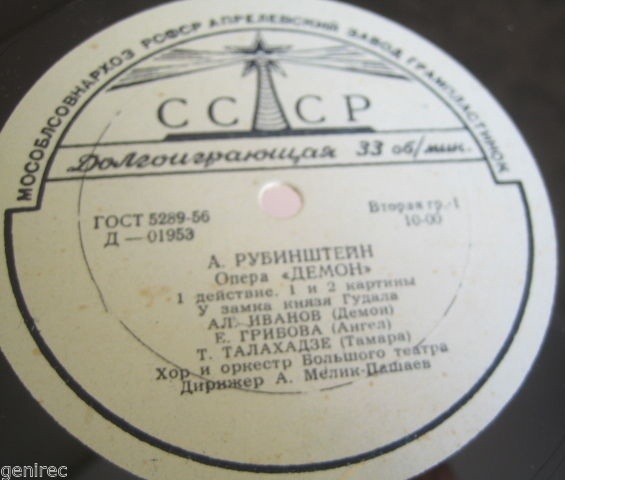 МОСОБЛСОВНАРХОЗ РСФСР АПРЕЛЕВСКИЙ ЗАВОД ГРАМПЛАСТИНОК
СССР
Долгоиграющая 33 об/мин.
ГОСТ 5289-56
Д — 01953
Вторая гр.-1
10-00
А. РУБИНШТЕЙН
Опера «ДЕМОН»
1 действие. 1 и 2 картины
У замка князя Гудала
АЛ. ИВАНОВ (Демон)
Е. ГРИБОВА (Ангел)
Т. ТАЛАХАДЗЕ (Тамара)
Хор и оркестр Большого театра
Дирижер А. Мелик-Пашаев
genirec